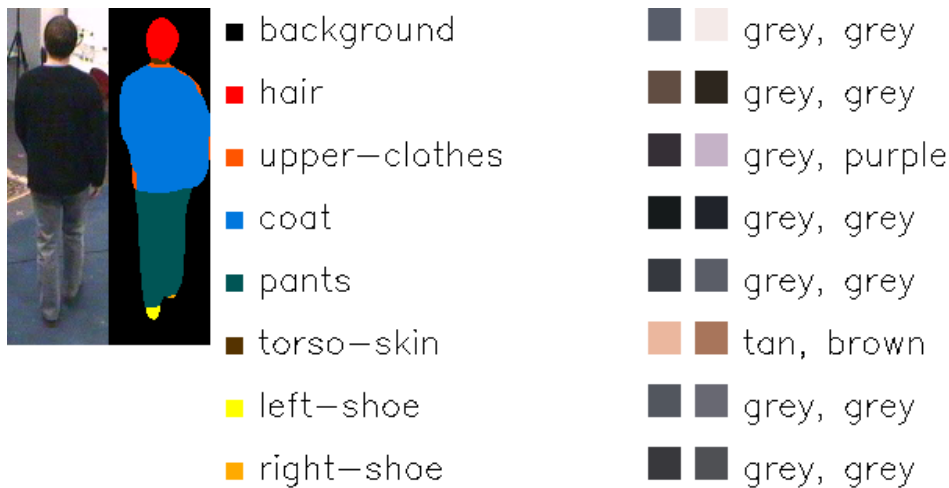 background grey, grey
hair grey, grey
upper-clothes grey, purple
coat grey, grey
pants grey, grey
torso-skin tan, brown
left-shoe grey, grey
right-shoe grey, grey